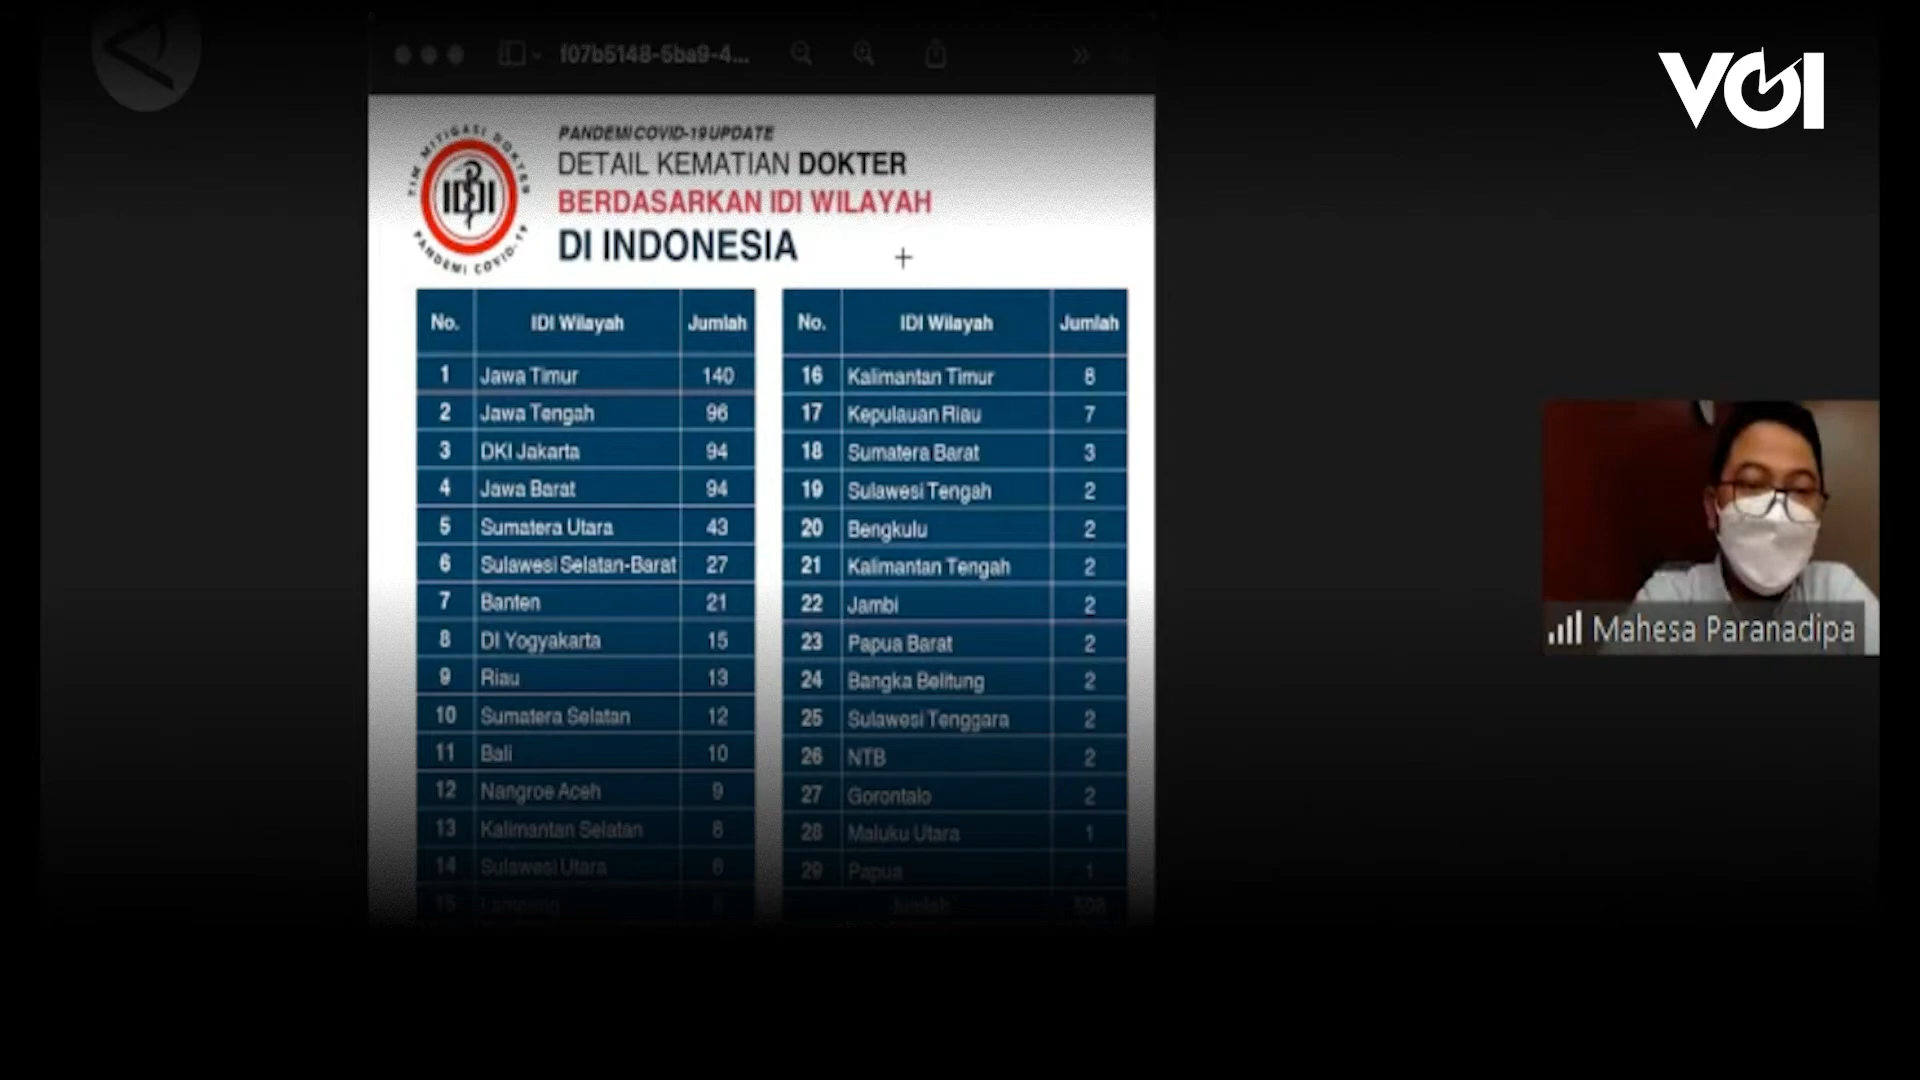 f07b5148-5ba9-4...
VOI
TIM MITIGASI DOKTER
IDI
PANDEMI COVID-19
PANDEMI COVID-19 UPDATE
DETAIL KEMATIAN DOKTER
BERDASARKAN IDI WILAYAH
DI INDONESIA
No. IDI Wilayah Jumlah
1 Jawa Timur 140
2 Jawa Tengah 96
3 DKI Jakarta 94
4 Jawa Barat 94
5 Sumatera Utara 43
6 Sulawesi Selatan-Barat 27
7 Banten 21
8 DI Yogyakarta 15
9 Riau 13
10 Sumatera Selatan 12
11 Bali 10
12 Nangroe Aceh 9
13 Kalimantan Selatan 8
14 Sulawesi Utara
15 Lampung
No. IDI Wilayah Jumlah
16 Kalimantan Timur 8
17 Kepulauan Riau 7
18 Sumatera Barat 3
19 Sulawesi Tengah 2
20 Bengkulu 2
21 Kalimantan Tengah 2
22 Jambi 2
23 Papua Barat 2
24 Bangka Belitung 2
25 Sulawesi Tenggara 2
26 NTB 2
27 Gorontalo 2
28 Maluku Utara 1
29 Papua 1
Jumlah
Mahesa Paranadipa